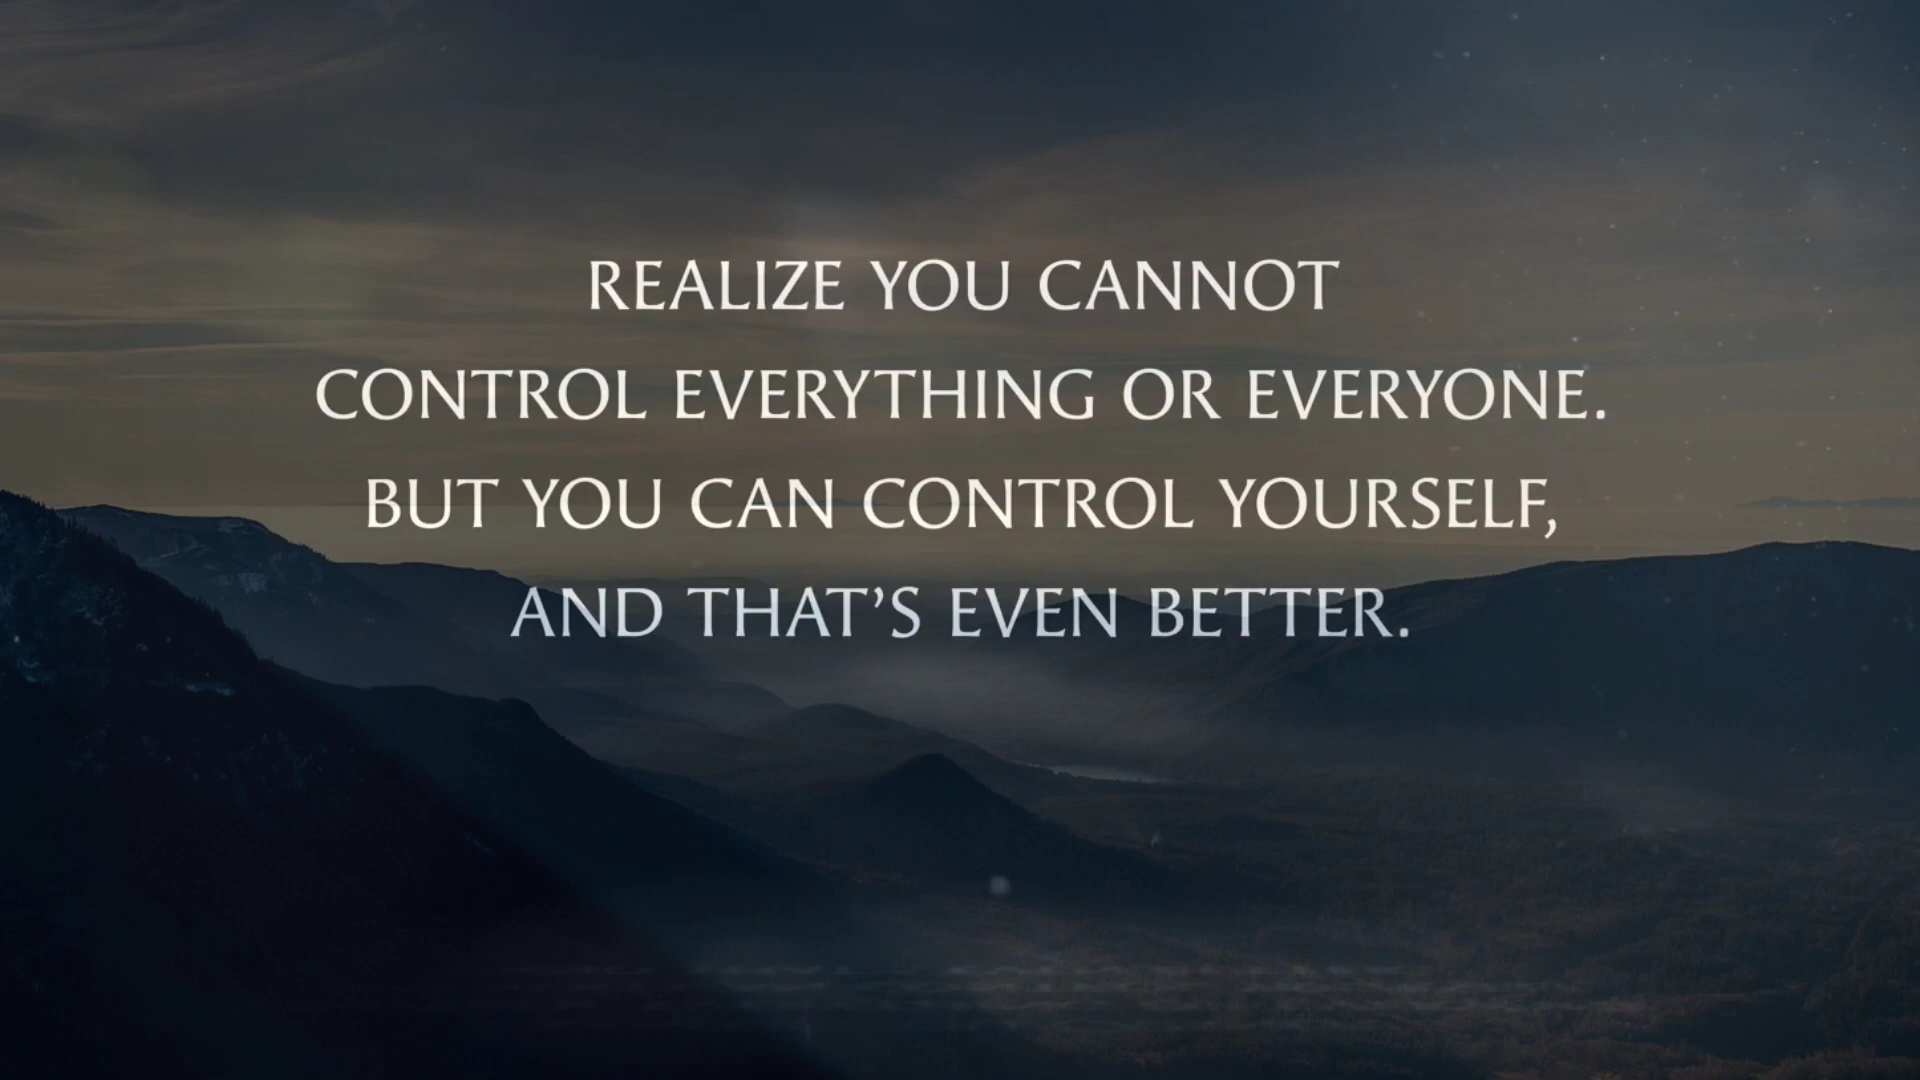 REALIZE YOU CANNOT
CONTROL EVERYTHING OR EVERYONE.
BUT YOU CAN CONTROL YOURSELF,
AND THAT’S EVEN BETTER.